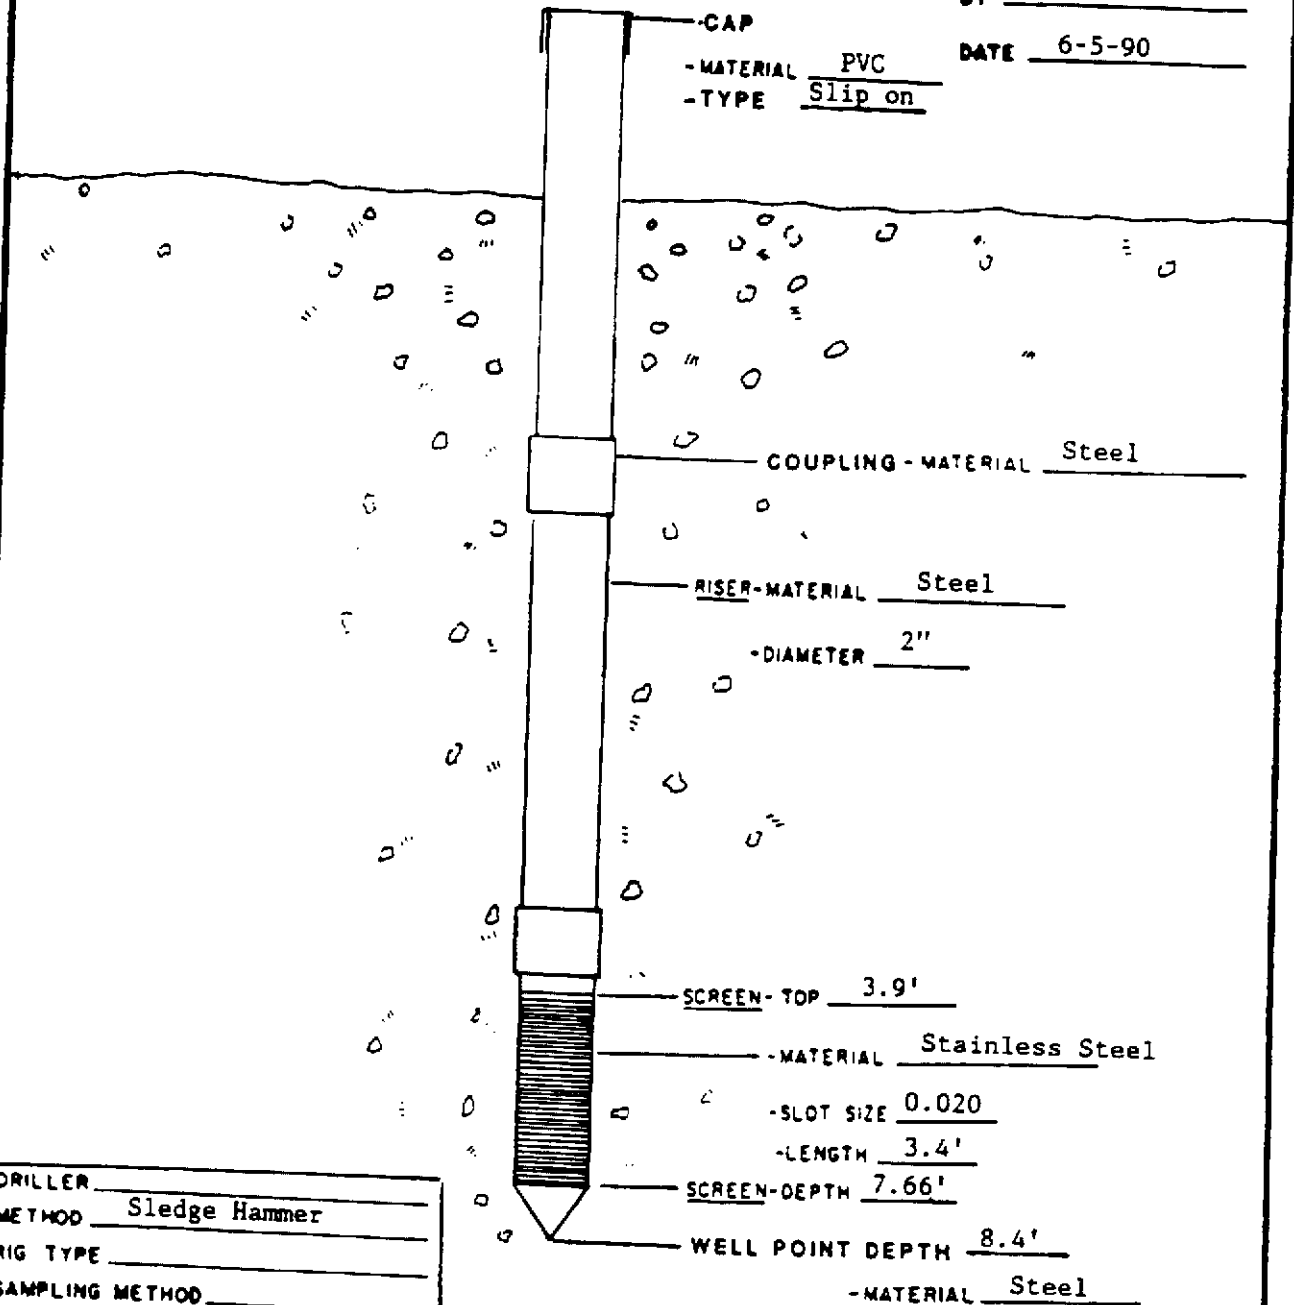 -CAP
-MATERIAL PVC
DATE 6-5-90
-TYPE Slip on
COUPLING-MATERIAL Steel
RISER-MATERIAL Steel
-DIAMETER 2"
SCREEN-TOP 3.9'
-MATERIAL Stainless Steel
-SLOT SIZE 0.020
-LENGTH 3.4'
SCREEN-DEPTH 7.66'
WELL POINT DEPTH 8.4'
-MATERIAL Steel
DRILLER
METHOD Sledge Hammer
RIG TYPE
SAMPLING METHOD